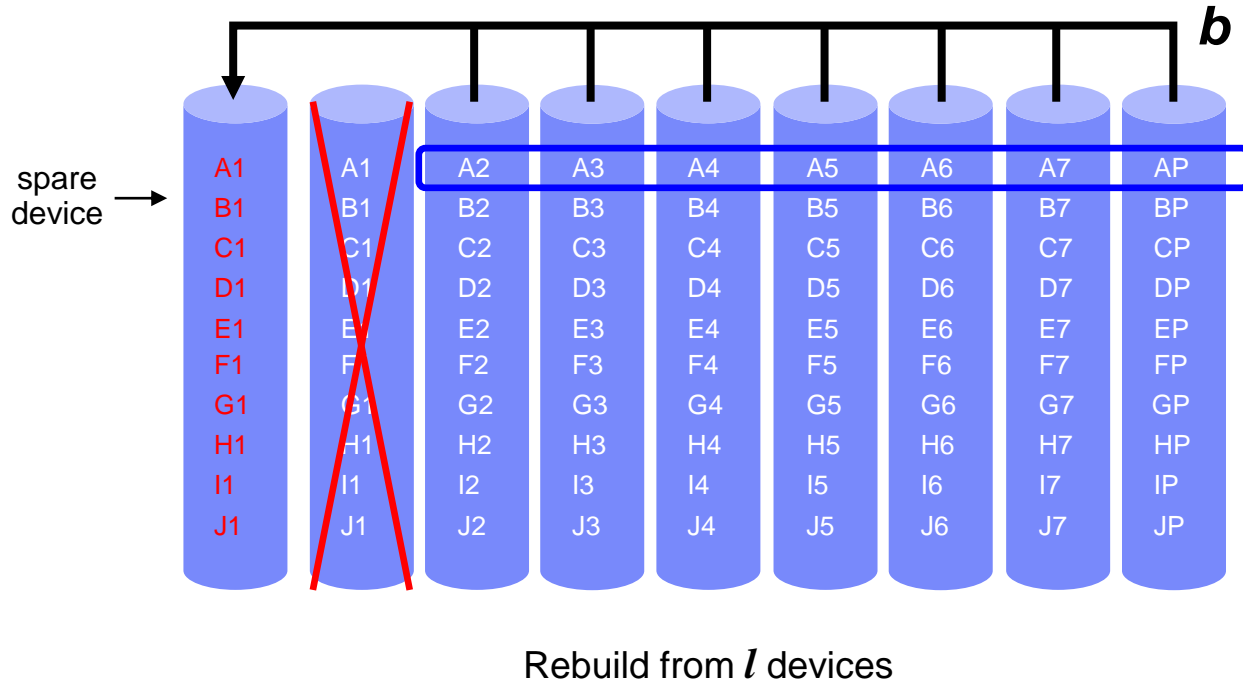 b
spare
device
A1 A1 A2 A3 A4 A5 A6 A7 AP
B1 B1 B2 B3 B4 B5 B6 B7 BP
C1 C1 C2 C3 C4 C5 C6 C7 CP
D1 D1 D2 D3 D4 D5 D6 D7 DP
E1 E1 E2 E3 E4 E5 E6 E7 EP
F1 F1 F2 F3 F4 F5 F6 F7 FP
G1 G1 G2 G3 G4 G5 G6 G7 GP
H1 H1 H2 H3 H4 H5 H6 H7 HP
I1 I1 I2 I3 I4 I5 I6 I7 IP
J1 J1 J2 J3 J4 J5 J6 J7 JP
Rebuild from l devices